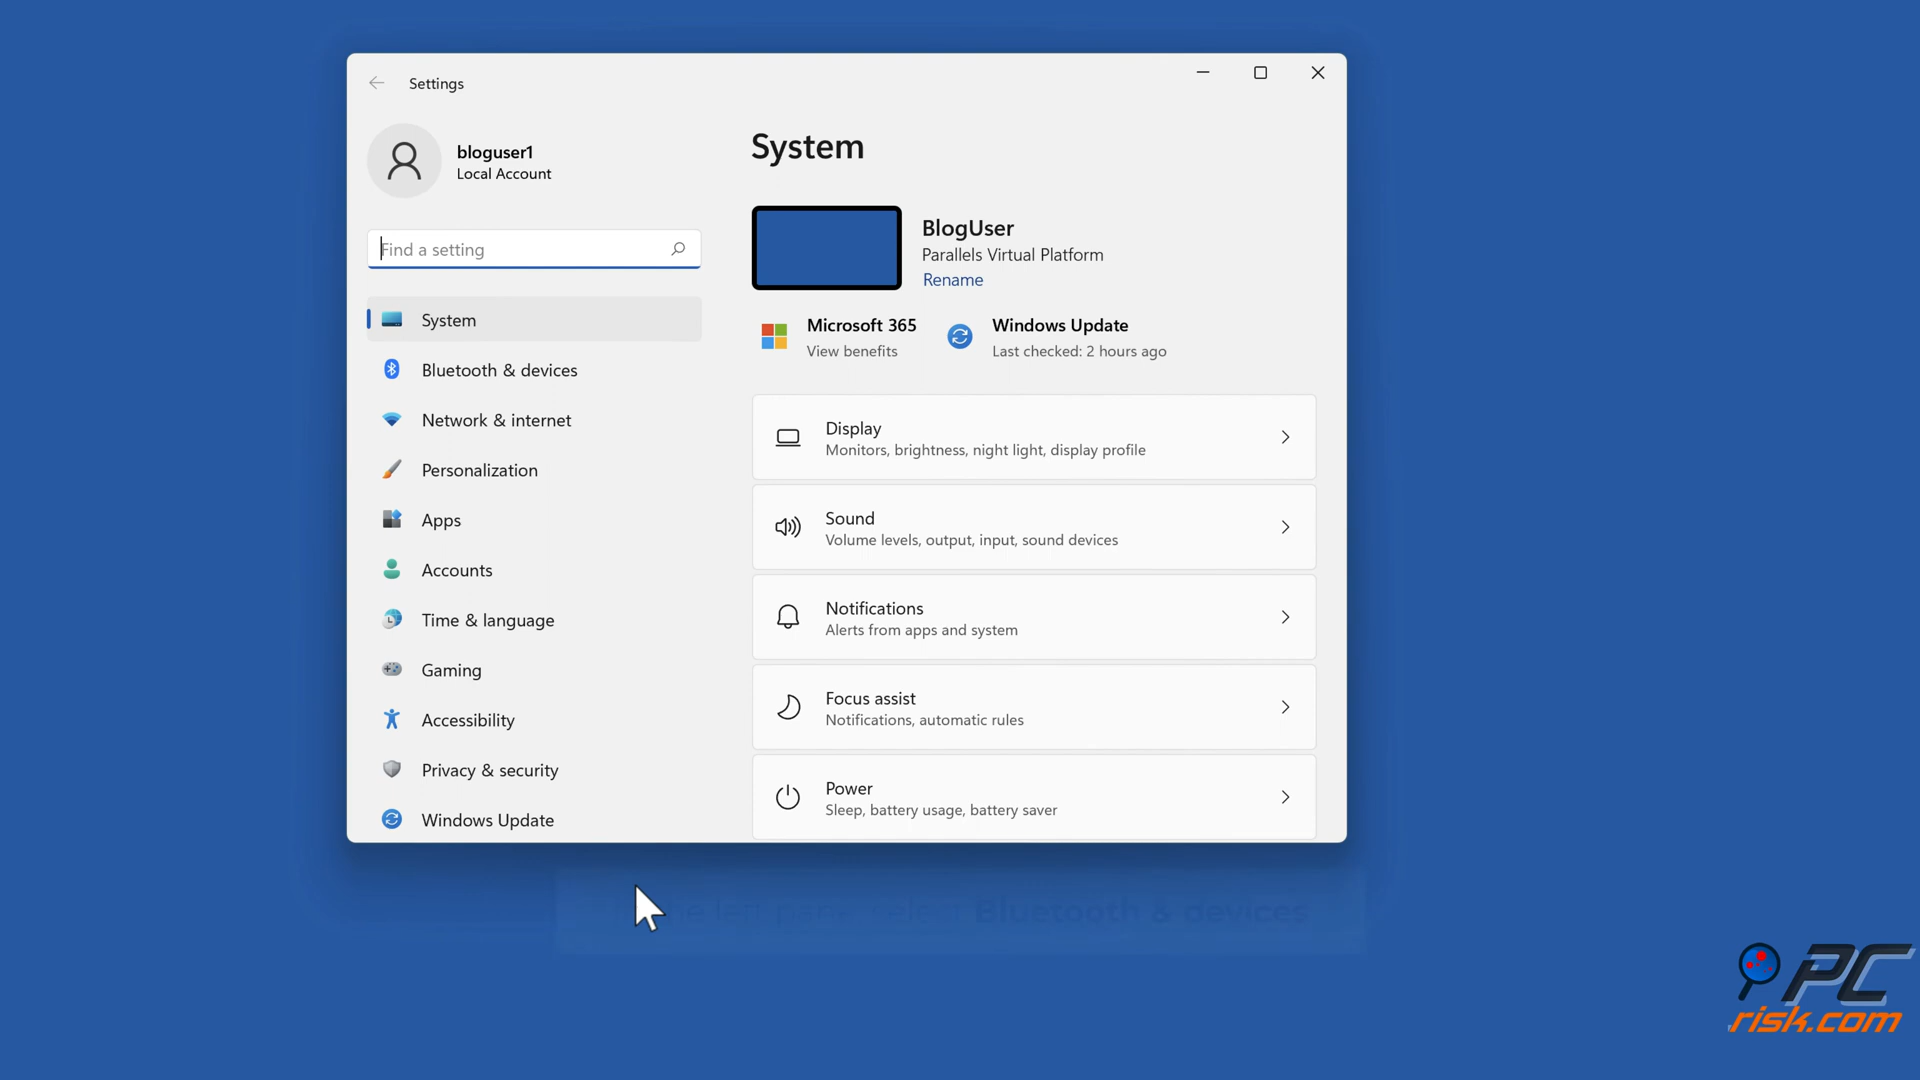 Settings
bloguser1
Local Account
Find a setting
System
Bluetooth & devices
Network & internet
Personalization
Apps
Accounts
Time & language
Gaming
Accessibility
Privacy & security
Windows Update
System
BlogUser
Parallels Virtual Platform
Rename
Microsoft 365
View benefits
Windows Update
Last checked: 2 hours ago
Display
Monitors, brightness, night light, display profile
Sound
Volume levels, output, input, sound devices
Notifications
Alerts from apps and system
Focus assist
Notifications, automatic rules
Power
Sleep, battery usage, battery saver
left pane, select Bluetooth & devices
PC
risk.com